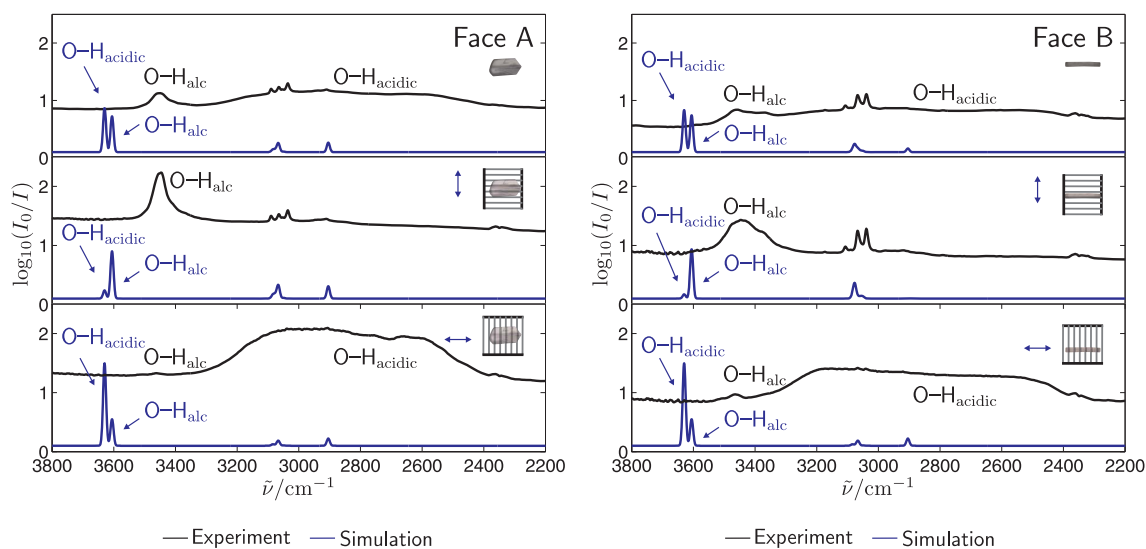 Face A
O–H_acidic
O–H_alc
O–H_acidic
O–H_alc
2
1
0
O–H_alc
O–H_acidic
O–H_alc
2
1
0
O–H_acidic
O–H_alc
O–H_acidic
O–H_alc
2
1
0
log₁₀(I₀/I)
3800 3600 3400 3200 3000 2800 2600 2400 2200
ν̃/cm⁻¹
Experiment Simulation
Face B
O–H_acidic
O–H_alc
O–H_acidic
O–H_alc
2
1
0
O–H_alc
O–H_acidic
O–H_alc
2
1
0
O–H_acidic
O–H_alc
O–H_acidic
O–H_alc
2
1
0
log₁₀(I₀/I)
3800 3600 3400 3200 3000 2800 2600 2400 2200
ν̃/cm⁻¹
Experiment Simulation